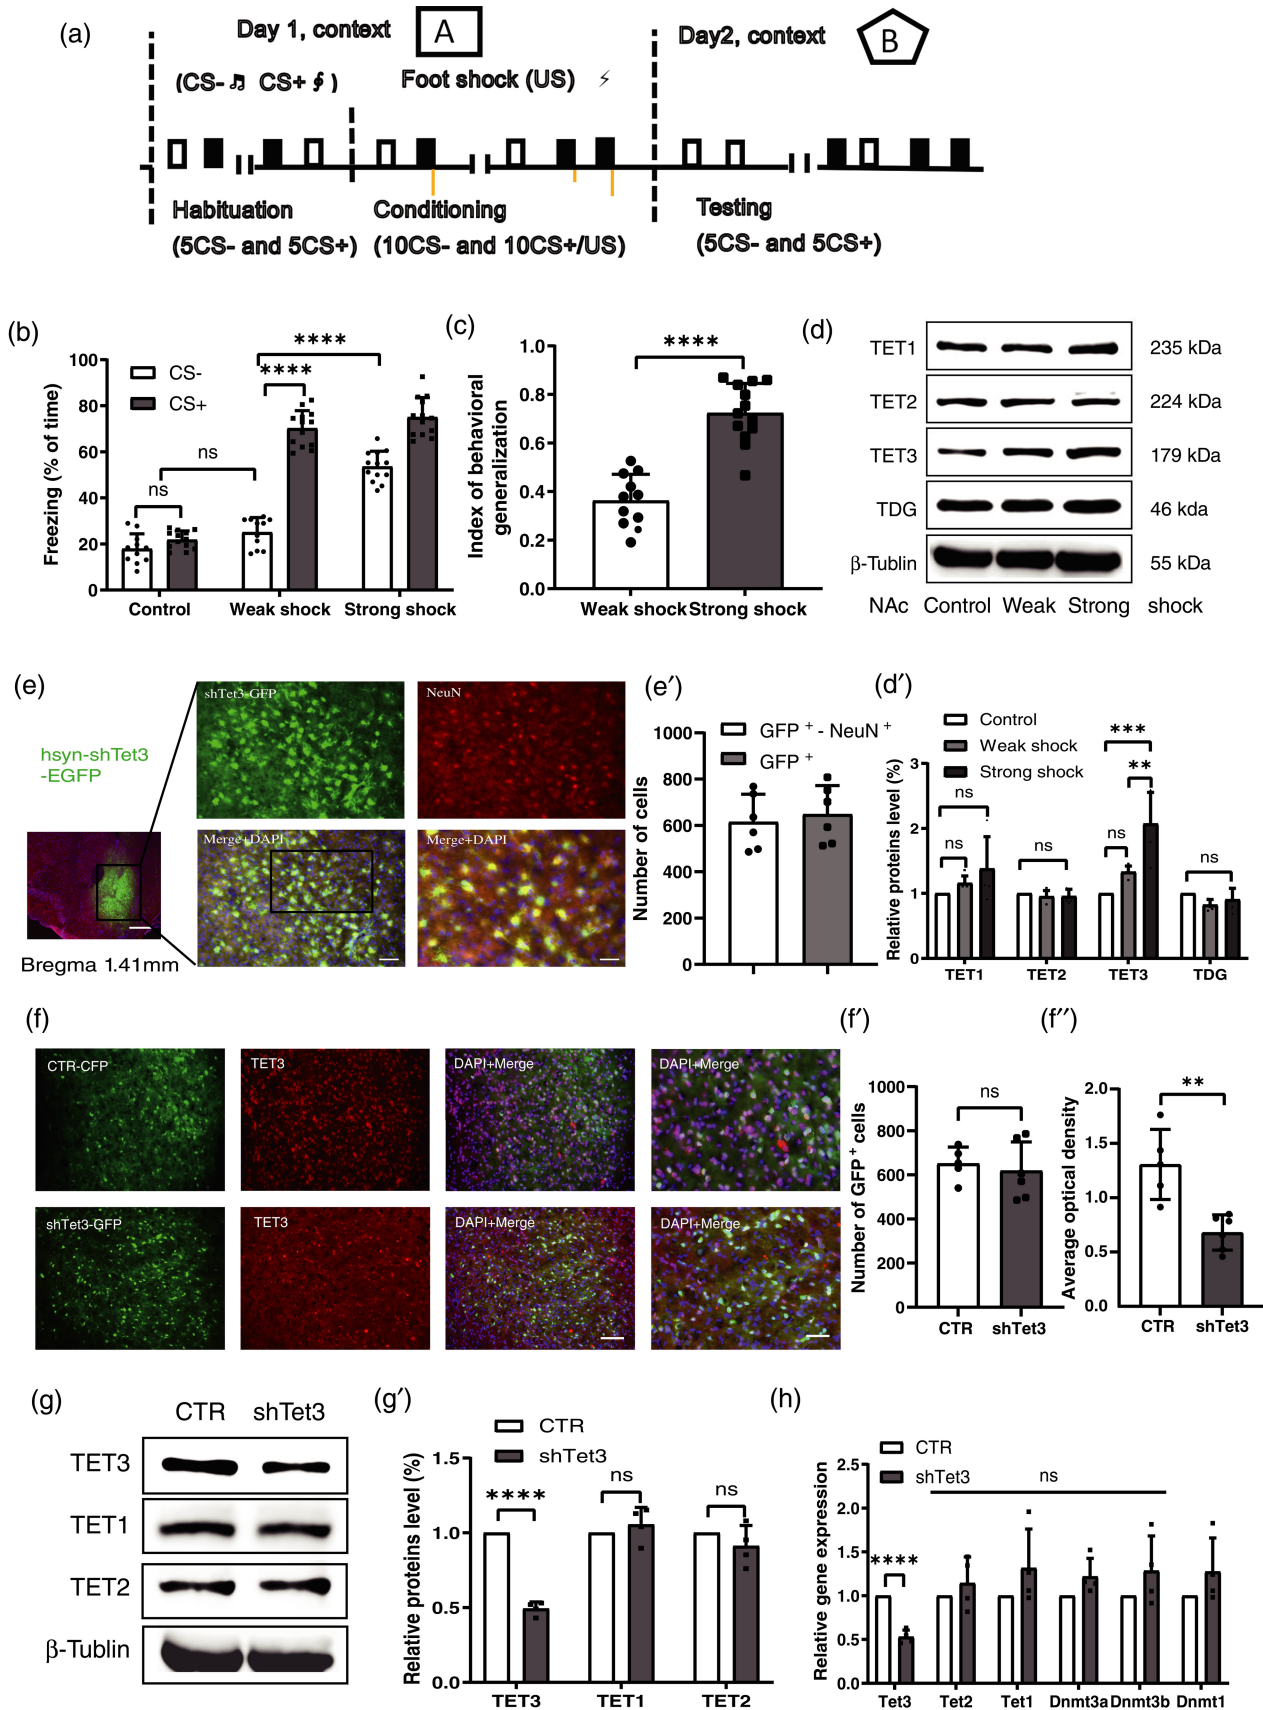 (a)
Day 1, context A
Day2, context B
(CS- ♫ CS+ 𝄞 ) Foot shock (US) ⚡
Habituation Conditioning Testing
(5CS- and 5CS+) (10CS- and 10CS+/US) (5CS- and 5CS+)
(b)
Freezing (% of time)
100
80
60
40
20
0
CS-
CS+
ns
ns
****
****
Control Weak shock Strong shock
(c)
Index of behavioral
generalization
1.0
0.8
0.6
0.4
0.2
0.0
****
Weak shock Strong shock
(d)
TET1 235 kDa
TET2 224 kDa
TET3 179 kDa
TDG 46 kda
β-Tublin 55 kDa
NAc Control Weak Strong shock
(e)
hsyn-shTet3
-EGFP
Bregma 1.41mm
shTet3-GFP
NeuN
Merge+DAPI
Merge+DAPI
(e′)
Number of cells
1000
800
600
400
200
0
GFP + - NeuN +
GFP +
(d′)
Control
Weak shock
Strong shock
Relative proteins level (%)
3
2
1
0
ns
ns
ns
ns
**
***
ns
TET1 TET2 TET3 TDG
(f)
CTR-CFP
TET3
DAPI+Merge
DAPI+Merge
shTet3-GFP
TET3
DAPI+Merge
DAPI+Merge
(f′)
Number of GFP + cells
1000
800
600
400
200
0
ns
CTR shTet3
(f′′)
Average optical density
2.0
1.5
1.0
0.5
0.0
**
CTR shTet3
(g)
CTR shTet3
TET3
TET1
TET2
β-Tublin
(g′)
CTR
shTet3
Relative proteins level (%)
1.5
1.0
0.5
0.0
****
ns
ns
TET3 TET1 TET2
(h)
CTR
shTet3
Relative gene expression
2.5
2.0
1.5
1.0
0.5
0.0
****
ns
Tet3 Tet2 Tet1 Dnmt3a Dnmt3b Dnmt1